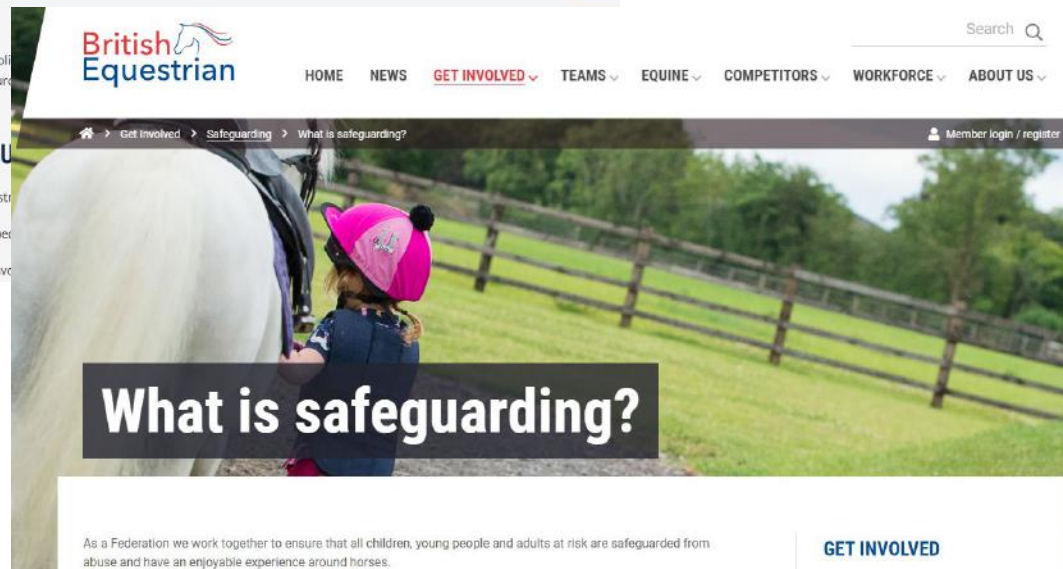 British
Equestrian
Search
HOME NEWS GET INVOLVED TEAMS EQUINE COMPETITORS WORKFORCE ABOUT US
Get Involved > Safeguarding > What is safeguarding?
Member login / register
What is safeguarding?
As a Federation we work together to ensure that all children, young people and adults at risk are safeguarded from
abuse and have an enjoyable experience around horses.
GET INVOLVED